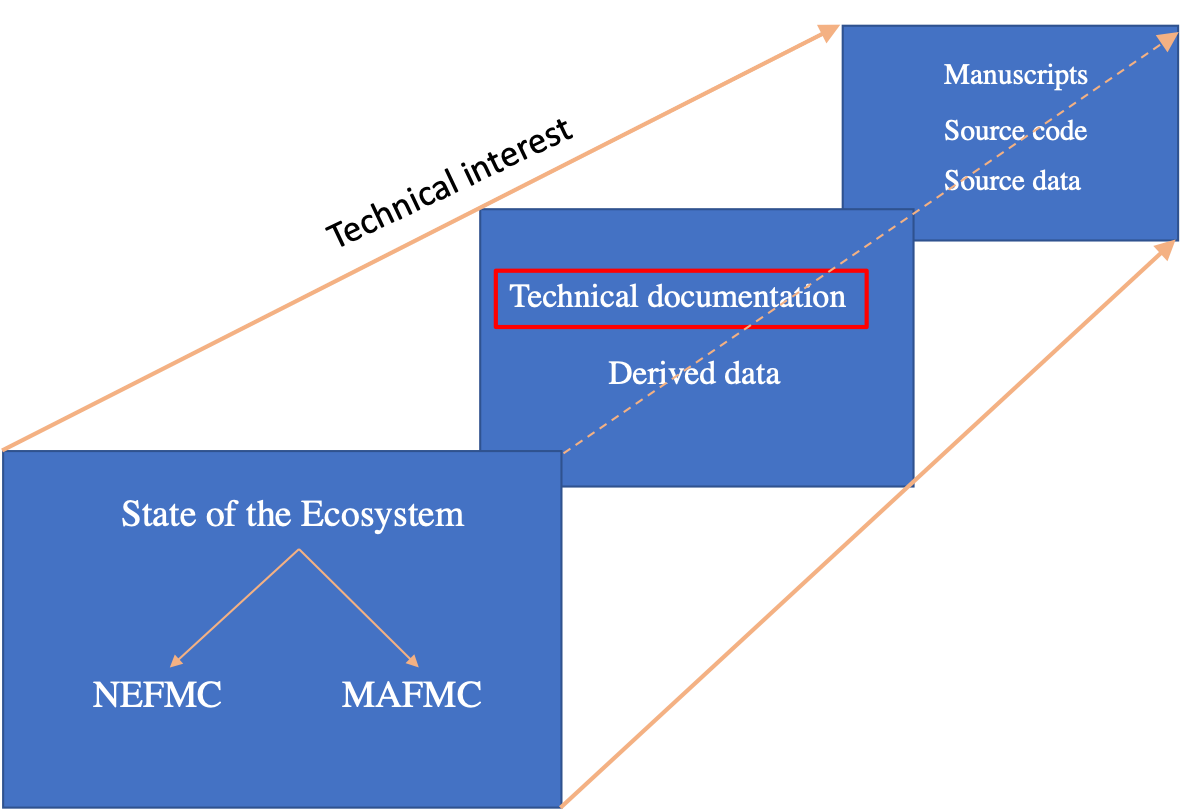 Technical interest
Manuscripts
Source code
Source data
Technical documentation
Derived data
State of the Ecosystem
NEFMC
MAFMC